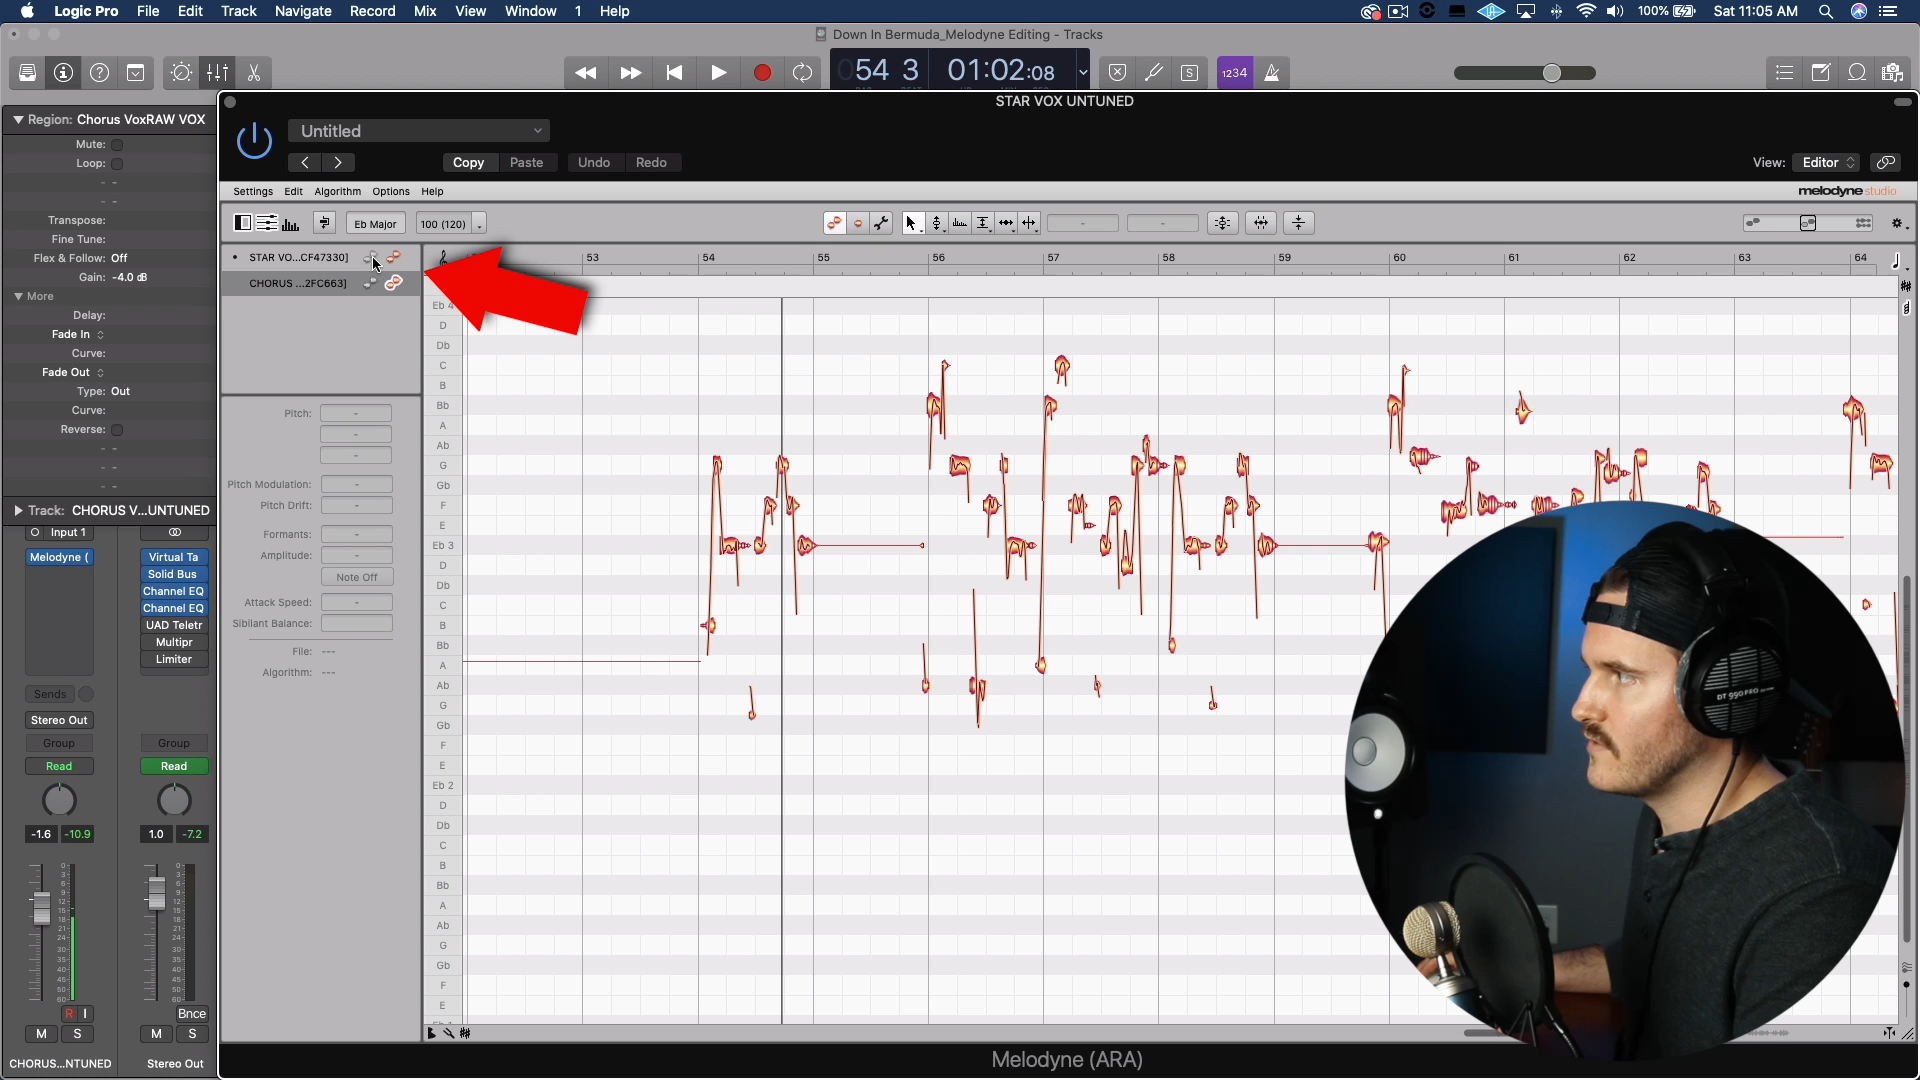 Logic Pro File Edit Track Navigate Record Mix View Window 1 Help 100% Sat 11:05 AM
Down In Bermuda_Melodyne Editing - Tracks
054 3 01:02:08 S 1234
Region: Chorus VoxRAW VOX
Mute:
Loop:
Transpose:
Fine Tune:
Flex & Follow: Off
Gain: -4.0 dB
More
Delay:
Fade In
Curve:
Fade Out
Type: Out
Curve:
Reverse:
Track: CHORUS V...UNTUNED
Input 1
Melodyne (
Virtual Ta
Solid Bus
Channel EQ
Channel EQ
UAD Teletr
Multipr
Limiter
Sends
Stereo Out
Group Group
Read Read
-1.6 -10.9 1.0 -7.2
R I Bnce
M S M S
CHORUS...NTUNED Stereo Out
STAR VOX UNTUNED
Untitled
Copy Paste Undo Redo View: Editor
Settings Edit Algorithm Options Help melodyne studio
Eb Major 100 (120)
STAR VO...CF47330]
CHORUS ...2FC663]
53 54 55 56 57 58 59 60 61 62 63 64
Pitch: -
-
-
Pitch Modulation: -
Pitch Drift: -
Formants: -
Amplitude: -
Note Off
Attack Speed: -
Sibilant Balance:
File: ---
Algorithm: ---
Eb 4
D
Db
C
B
Bb
A
Ab
G
Gb
F
E
Eb 3
D
Db
C
B
Bb
A
Ab
G
Gb
F
E
Eb 2
D
Db
C
B
Bb
A
Ab
G
Gb
F
E
DT 990 PRO
Melodyne (ARA)